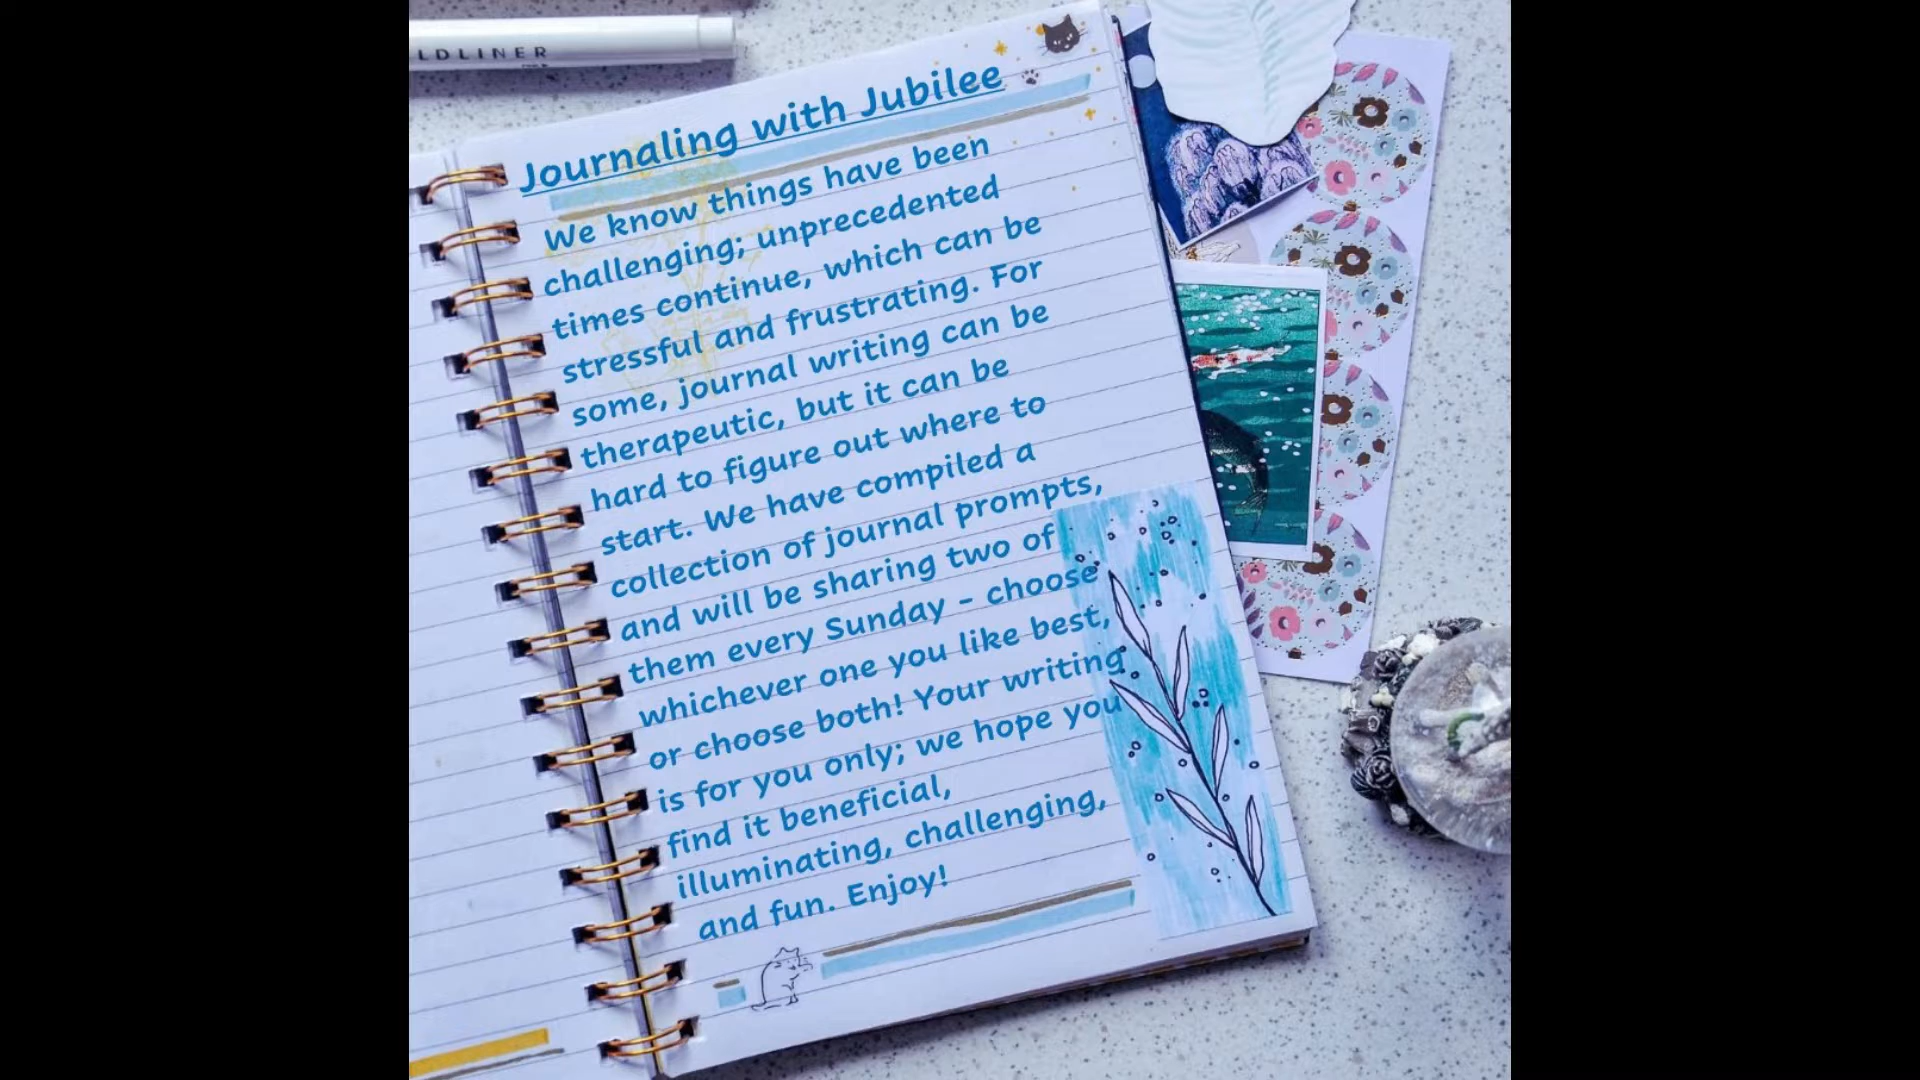 LDLINER
Journaling with Jubilee
We know things have been
challenging; unprecedented
times continue, which can be
stressful and frustrating. For
some, journal writing can be
therapeutic, but it can be
hard to figure out where to
start. We have compiled a
collection of journal prompts,
and will be sharing two of
them every Sunday - choose
whichever one you like best,
or choose both! Your writing
is for you only; we hope you
find it beneficial,
illuminating, challenging,
and fun. Enjoy!